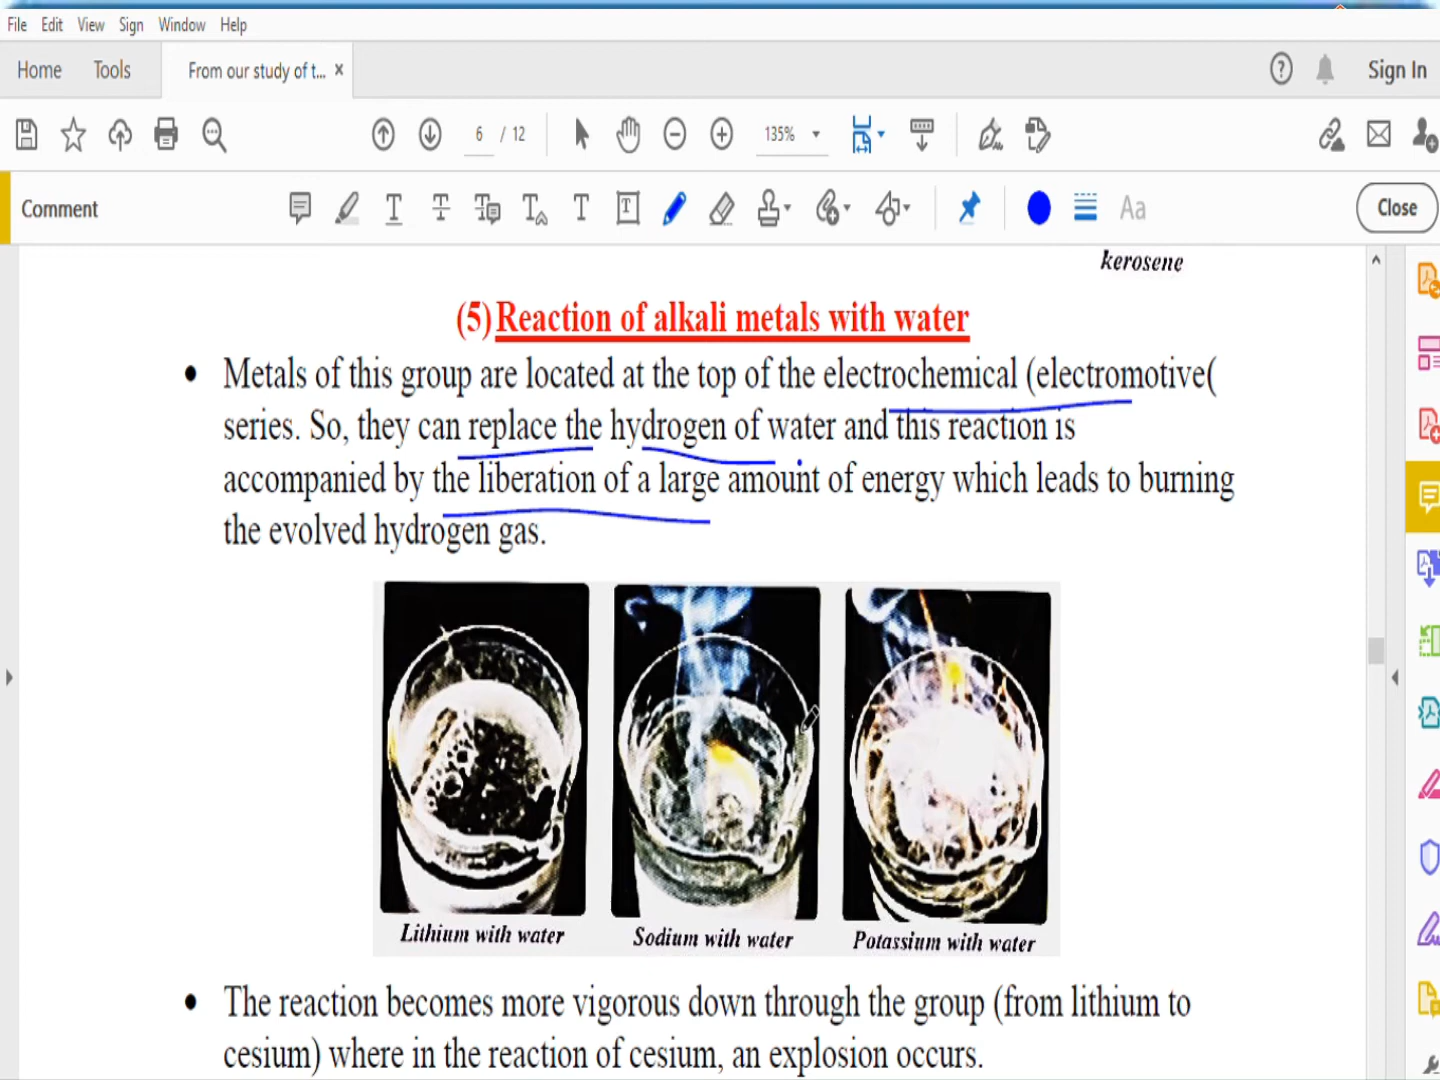 File Edit View Sign Window Help
Home Tools From our study of t... × Sign In
6 / 12 135%
Comment T T T T T T Aa Close
kerosene
(5) Reaction of alkali metals with water
• Metals of this group are located at the top of the electrochemical (electromotive(
series. So, they can replace the hydrogen of water and this reaction is
accompanied by the liberation of a large amount of energy which leads to burning
the evolved hydrogen gas.
Lithium with water Sodium with water Potassium with water
• The reaction becomes more vigorous down through the group (from lithium to
cesium) where in the reaction of cesium, an explosion occurs.